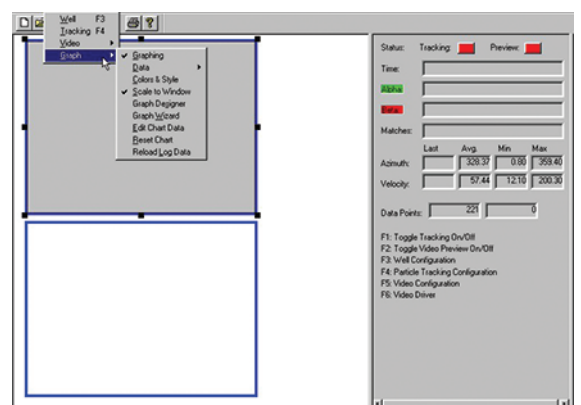 Well F3
Tracking F4
Video
Graph
Graphing
Data
Colors & Style
Scale to Window
Graph Designer
Graph Wizard
Edit Chart Data
Reset Chart
Reload Log Data
Status: Tracking: Preview:
Time:
Alpha
Beta
Matches:
Last Avg. Min Max
Azimuth: 328.37 0.80 359.40
Velocity: 57.44 12.10 200.30
Data Points: 221 0
F1: Toggle Tracking On/Off
F2: Toggle Video Preview On/Off
F3: Well Configuration
F4: Particle Tracking Configuration
F5: Video Configuration
F6: Video Driver